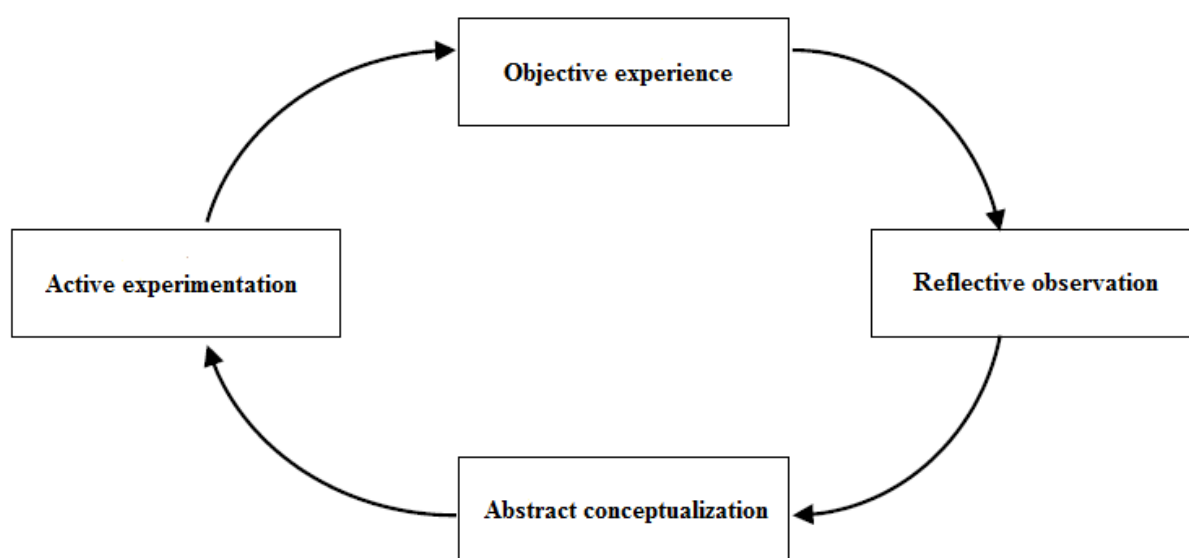 Objective experience
Active experimentation
Reflective observation
Abstract conceptualization